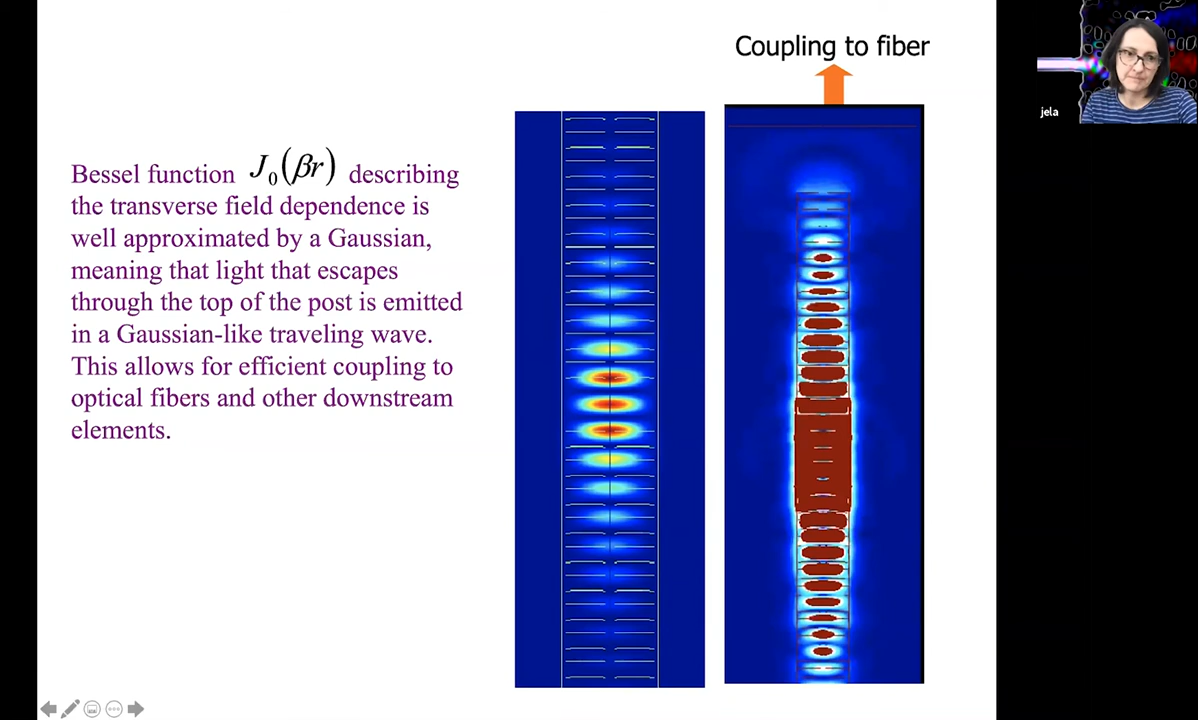 Coupling to fiber
Bessel function J₀(βr) describing
the transverse field dependence is
well approximated by a Gaussian,
meaning that light that escapes
through the top of the post is emitted
in a Gaussian-like traveling wave.
This allows for efficient coupling to
optical fibers and other downstream
elements.
jela